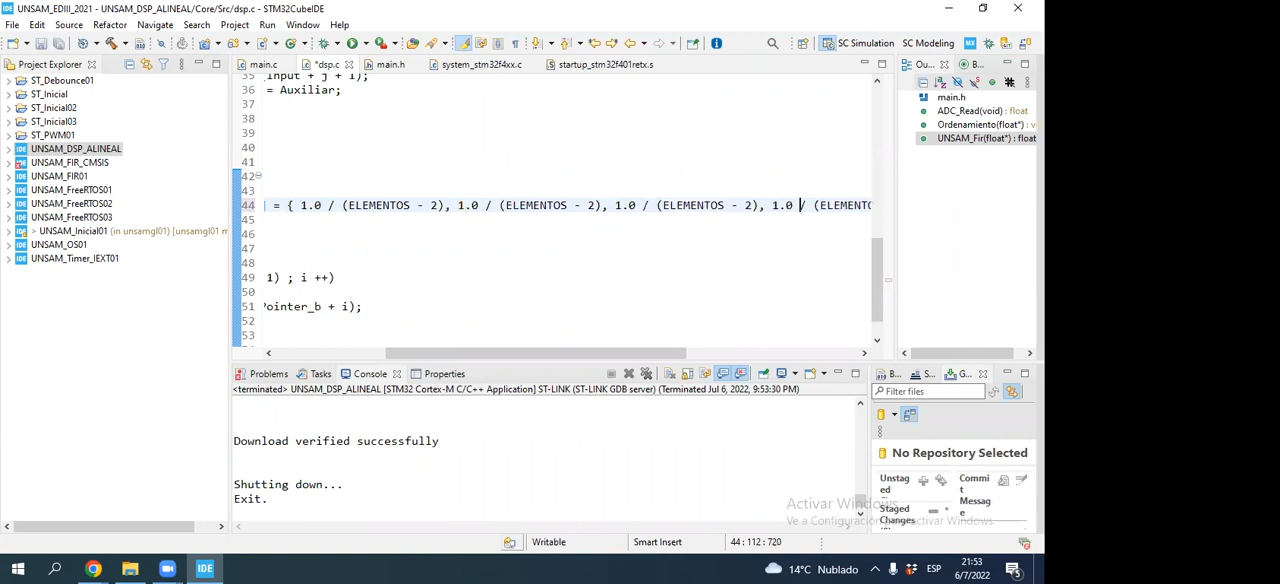 UNSAM_EDIII_2021 - UNSAM_DSP_ALINEAL/Core/Src/dsp.c - STM32CubeIDE
File Edit Source Refactor Navigate Search Project Run Window Help
SC Simulation SC Modeling MX
Project Explorer
ST_Debounce01
ST_Inicial
ST_Inicial02
ST_Inicial03
ST_PWM01
UNSAM_DSP_ALINEAL
UNSAM_FIR_CMSIS
UNSAM_FIR01
UNSAM_FreeRTOS01
UNSAM_FreeRTOS02
UNSAM_FreeRTOS03
> UNSAM_Inicial01 (in unsamgl01) [unsamgl01 m
UNSAM_OS01
UNSAM_Timer_IEXT01
main.c *dsp.c main.h system_stm32f4xx.c startup_stm32f401retx.s
35 input + j + 1);
36 = Auxiliar;
37
38
39
40
41
42
43
44 = { 1.0 / (ELEMENTOS - 2), 1.0 / (ELEMENTOS - 2), 1.0 / (ELEMENTOS - 2), 1.0 / (ELEMENTO
45
46
47
48
49 1) ; i ++)
50
51 Pointer_b + i);
52
53
Ou... B...
main.h
ADC_Read(void) : float
Ordenamiento(float*) : v
UNSAM_Fir(float*) : float
Problems Tasks Console Properties
<terminated> UNSAM_DSP_ALINEAL [STM32 Cortex-M C/C++ Application] ST-LINK (ST-LINK GDB server) (Terminated Jul 6, 2022, 9:53:30 PM)
Download verified successfully
Shutting down...
Exit.
B... S... G...
Filter files
No Repository Selected
Unstaged
Staged Changes
Commit Message
Activar Windows
Ve a Configuración activar Windows.
Writable Smart Insert 44 : 112 : 720
14°C Nublado ESP 21:53
6/7/2022
5